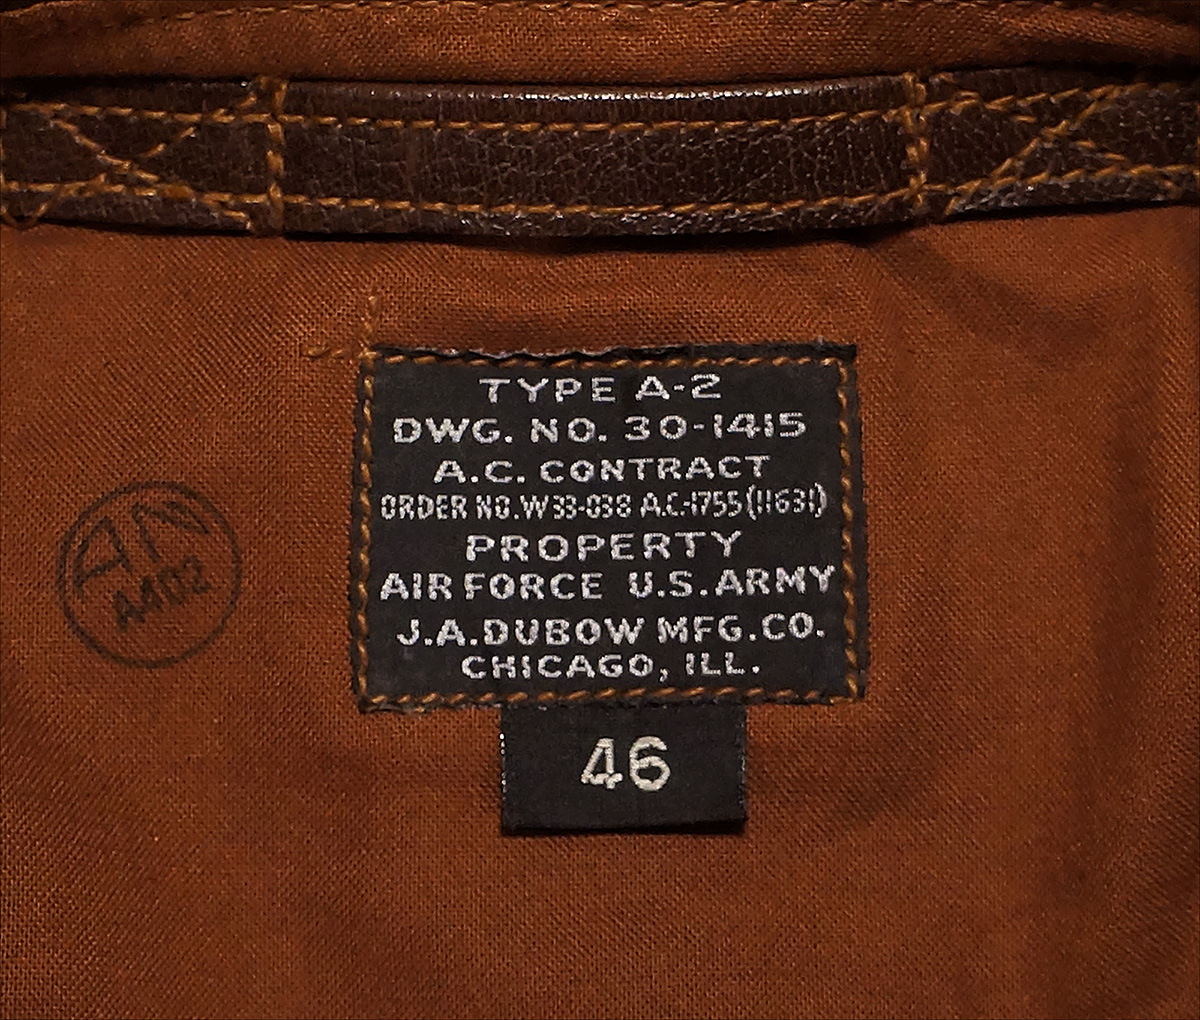 TYPE A-2
DWG. NO. 30-1415
A.C. CONTRACT
ORDER NO. W33-038 A.C-1755(11631)
PROPERTY
AIR FORCE U.S. ARMY
J.A. DUBOW MFG. CO.
CHICAGO, ILL.
46
AN
A402